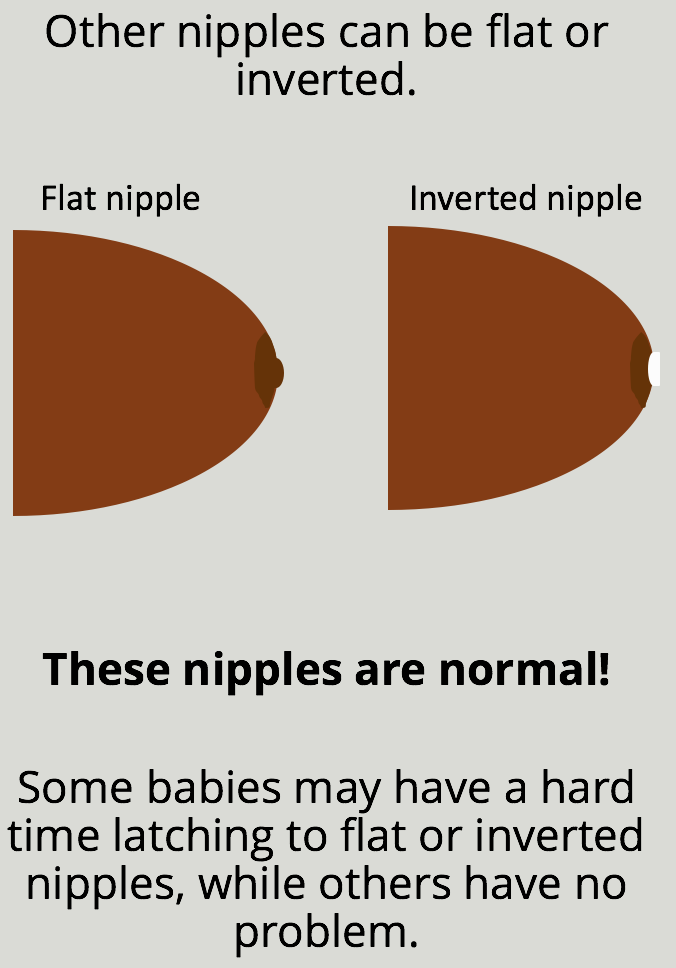 Other nipples can be flat or
inverted.
Flat nipple
Inverted nipple
These nipples are normal!
Some babies may have a hard
time latching to flat or inverted
nipples, while others have no
problem.